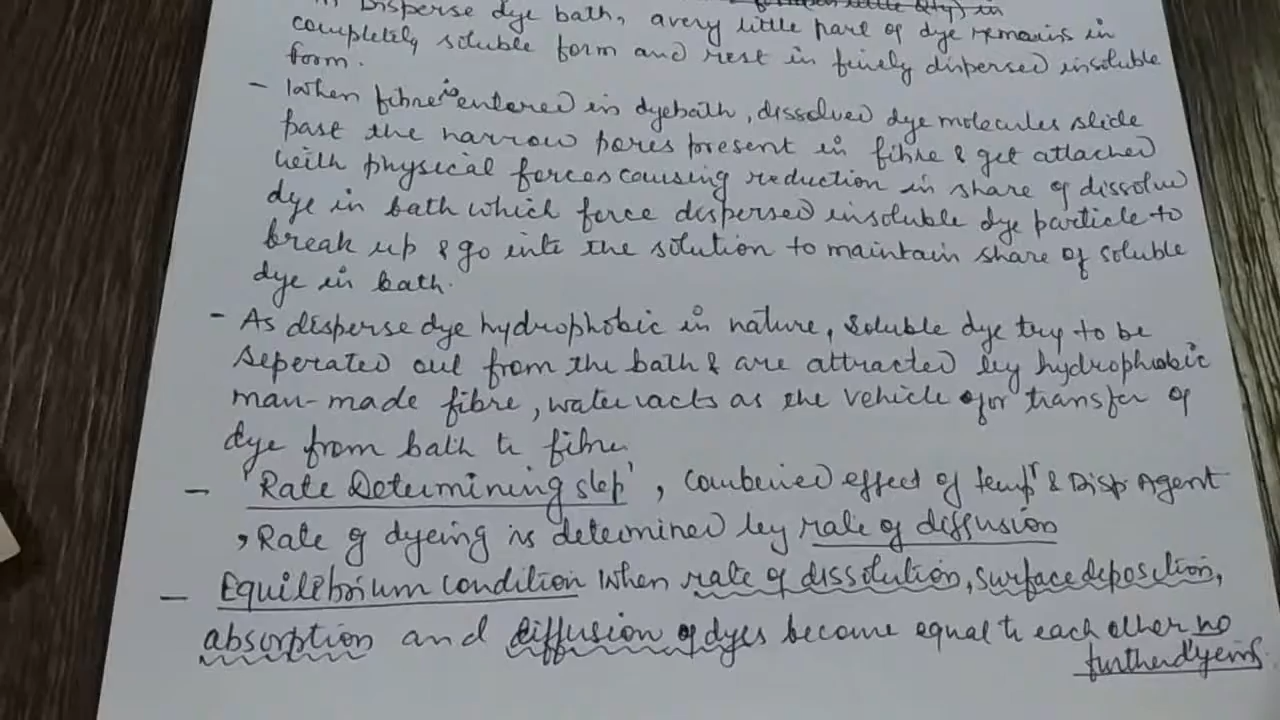 In Disperse dye bath, a very little part of dye remains in
completely soluble form and rest in finely dispersed insoluble
form.
- When fibre is entered in dyebath, dissolved dye molecules slide
past the narrow pores present in fibre & get attached
with physical forces causing reduction in share of dissolve
dye in bath which force dispersed insoluble dye particle to
break up & go into the solution to maintain share of soluble
dye in bath.
- As disperse dye hydrophobic in nature, soluble dye try to be
seperated out from the bath & are attracted by hydrophobic
man-made fibre, water acts as the vehicle for transfer of
dye from bath to fibre.
- 'Rate Determining step', Combined effect of tempr & Disp Agent
, Rate of dyeing is determined by rate of diffusion
- Equilibrium condition when rate of dissolution, surface deposition,
absorption and diffusion of dyes become equal to each other no
further dyeing.